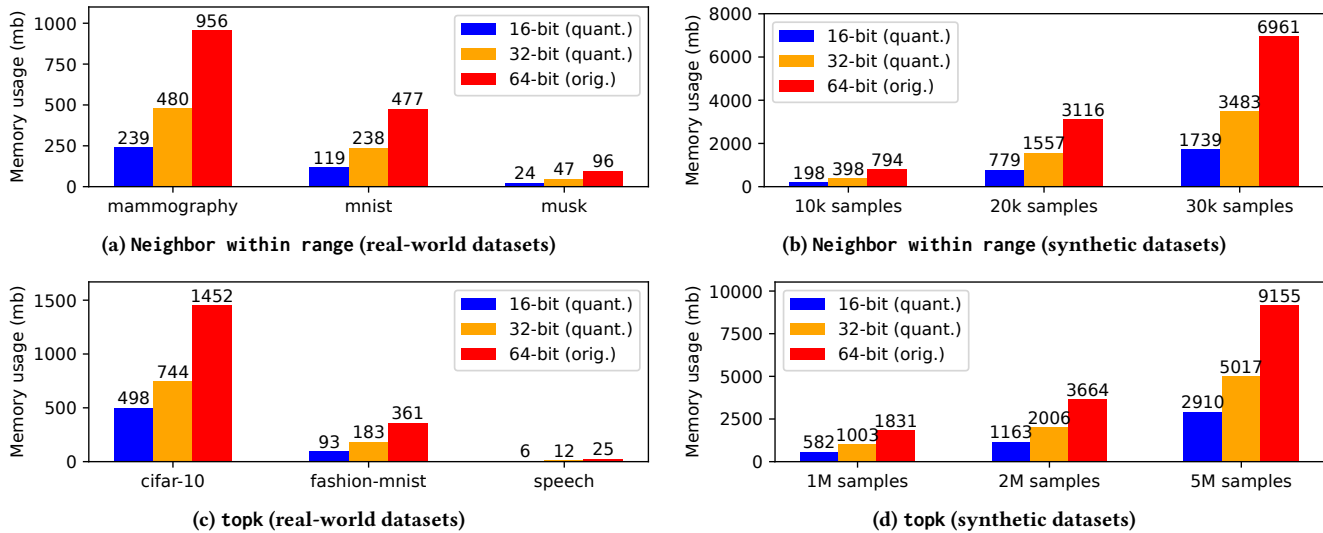 Memory usage (mb)
1000
750
500
250
0
239
480
956
119
238
477
24
47
96
16-bit (quant.)
32-bit (quant.)
64-bit (orig.)
mammography
mnist
musk
(a) Neighbor within range (real-world datasets)
Memory usage (mb)
8000
6000
4000
2000
0
198
398
794
779
1557
3116
1739
3483
6961
16-bit (quant.)
32-bit (quant.)
64-bit (orig.)
10k samples
20k samples
30k samples
(b) Neighbor within range (synthetic datasets)
Memory usage (mb)
1500
1000
500
0
498
744
1452
93
183
361
6
12
25
16-bit (quant.)
32-bit (quant.)
64-bit (orig.)
cifar-10
fashion-mnist
speech
(c) topk (real-world datasets)
Memory usage (mb)
10000
7500
5000
2500
0
582
1003
1831
1163
2006
3664
2910
5017
9155
16-bit (quant.)
32-bit (quant.)
64-bit (orig.)
1M samples
2M samples
5M samples
(d) topk (synthetic datasets)